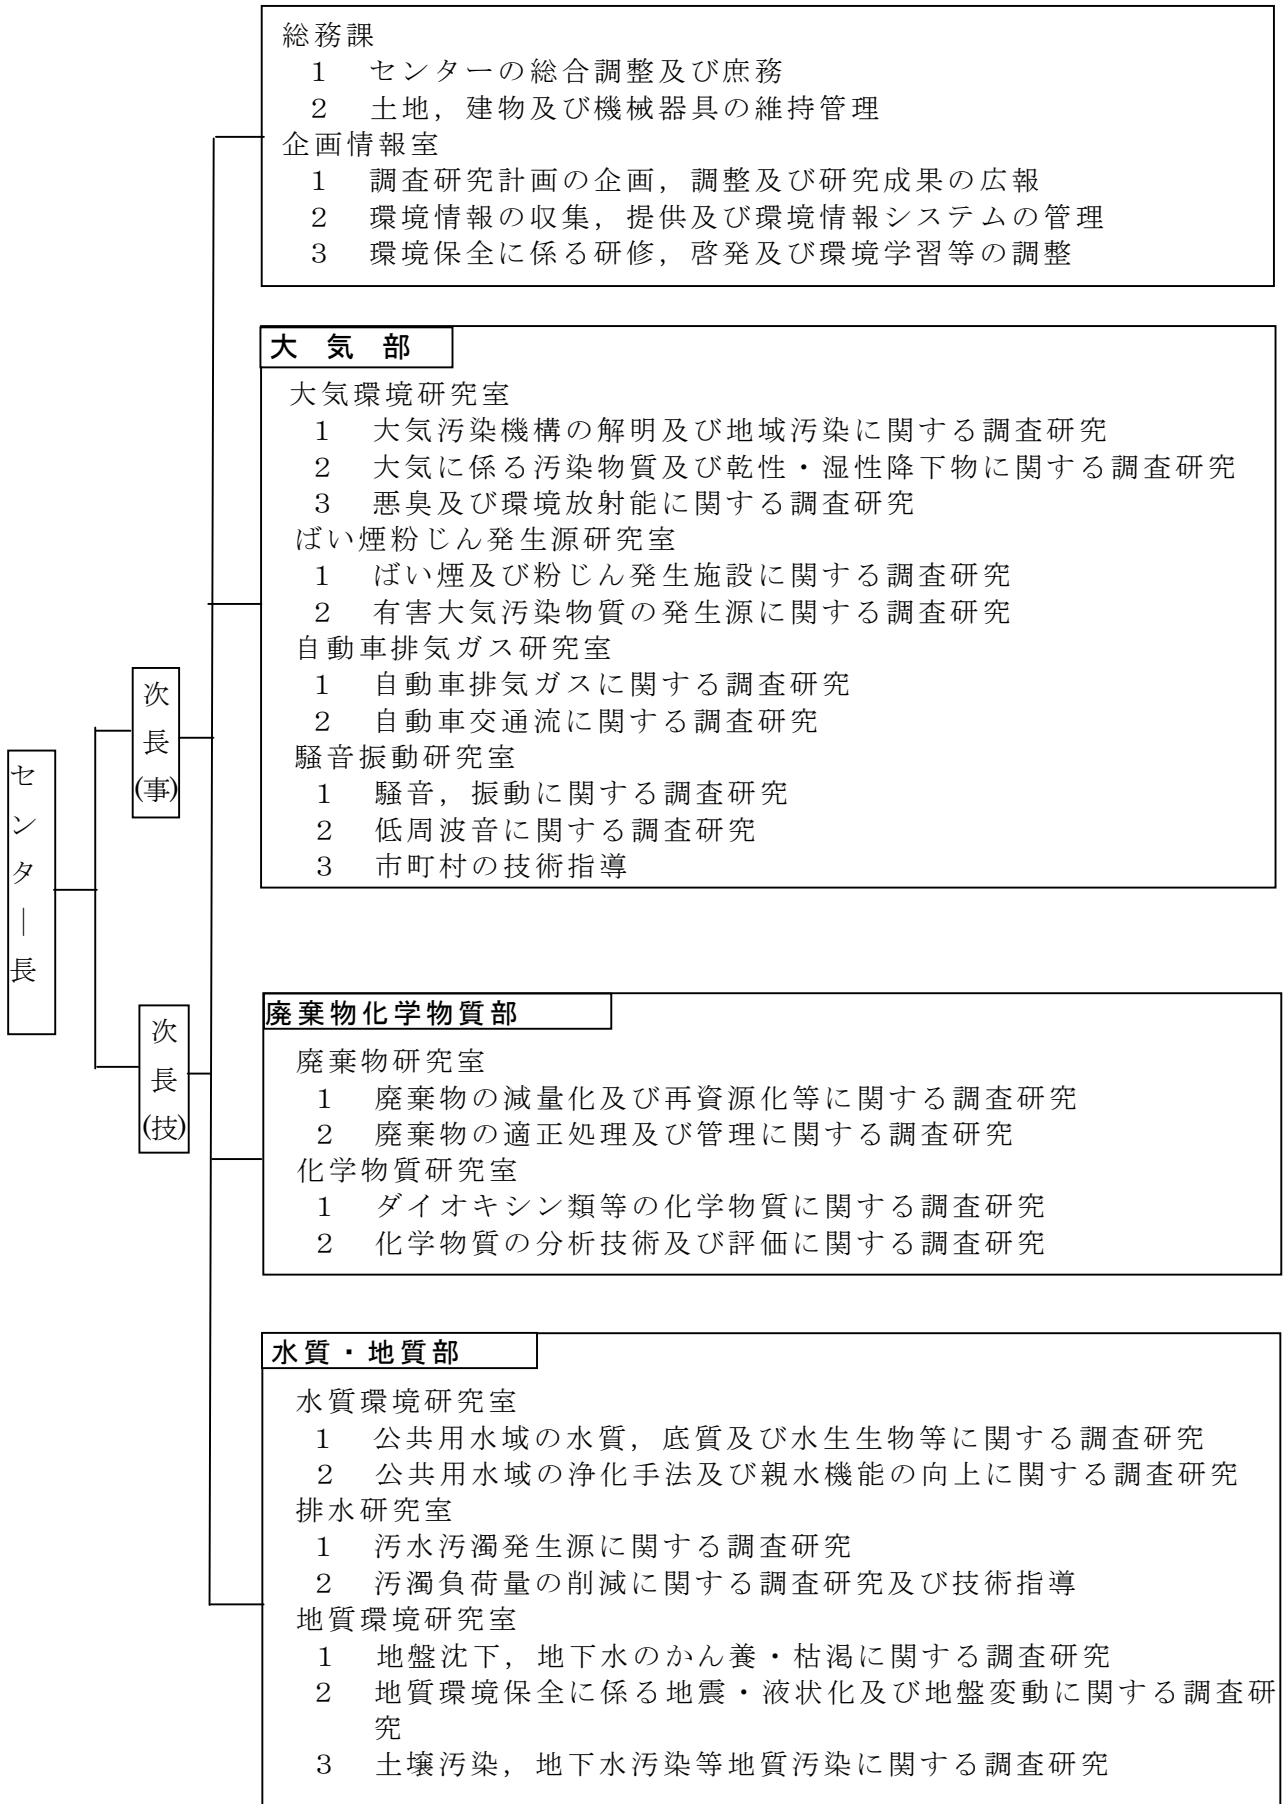 総務課
1 センターの総合調整及び庶務
2 土地，建物及び機械器具の維持管理
企画情報室
1 調査研究計画の企画，調整及び研究成果の広報
2 環境情報の収集，提供及び環境情報システムの管理
3 環境保全に係る研修，啓発及び環境学習等の調整
大 気 部
大気環境研究室
1 大気汚染機構の解明及び地域汚染に関する調査研究
2 大気に係る汚染物質及び乾性・湿性降下物に関する調査研究
3 悪臭及び環境放射能に関する調査研究
ばい煙粉じん発生源研究室
1 ばい煙及び粉じん発生施設に関する調査研究
2 有害大気汚染物質の発生源に関する調査研究
自動車排気ガス研究室
1 自動車排気ガスに関する調査研究
2 自動車交通流に関する調査研究
騒音振動研究室
1 騒音，振動に関する調査研究
2 低周波音に関する調査研究
3 市町村の技術指導
次長(事)
センター長
次長(技)
廃棄物化学物質部
廃棄物研究室
1 廃棄物の減量化及び再資源化等に関する調査研究
2 廃棄物の適正処理及び管理に関する調査研究
化学物質研究室
1 ダイオキシン類等の化学物質に関する調査研究
2 化学物質の分析技術及び評価に関する調査研究
水質・地質部
水質環境研究室
1 公共用水域の水質，底質及び水生生物等に関する調査研究
2 公共用水域の浄化手法及び親水機能の向上に関する調査研究
排水研究室
1 汚水汚濁発生源に関する調査研究
2 汚濁負荷量の削減に関する調査研究及び技術指導
地質環境研究室
1 地盤沈下，地下水のかん養・枯渇に関する調査研究
2 地質環境保全に係る地震・液状化及び地盤変動に関する調査研
究
3 土壌汚染，地下水汚染等地質汚染に関する調査研究